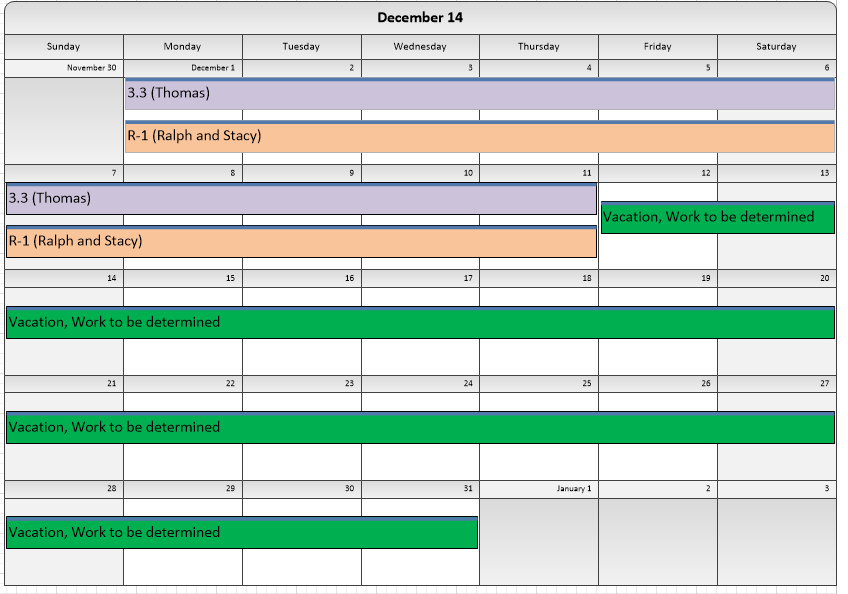 December 14
Sunday Monday Tuesday Wednesday Thursday Friday Saturday
November 30 December 1 2 3 4 5 6
3.3 (Thomas)
R-1 (Ralph and Stacy)
7 8 9 10 11 12 13
3.3 (Thomas)
Vacation, Work to be determined
R-1 (Ralph and Stacy)
14 15 16 17 18 19 20
Vacation, Work to be determined
21 22 23 24 25 26 27
Vacation, Work to be determined
28 29 30 31 January 1 2 3
Vacation, Work to be determined